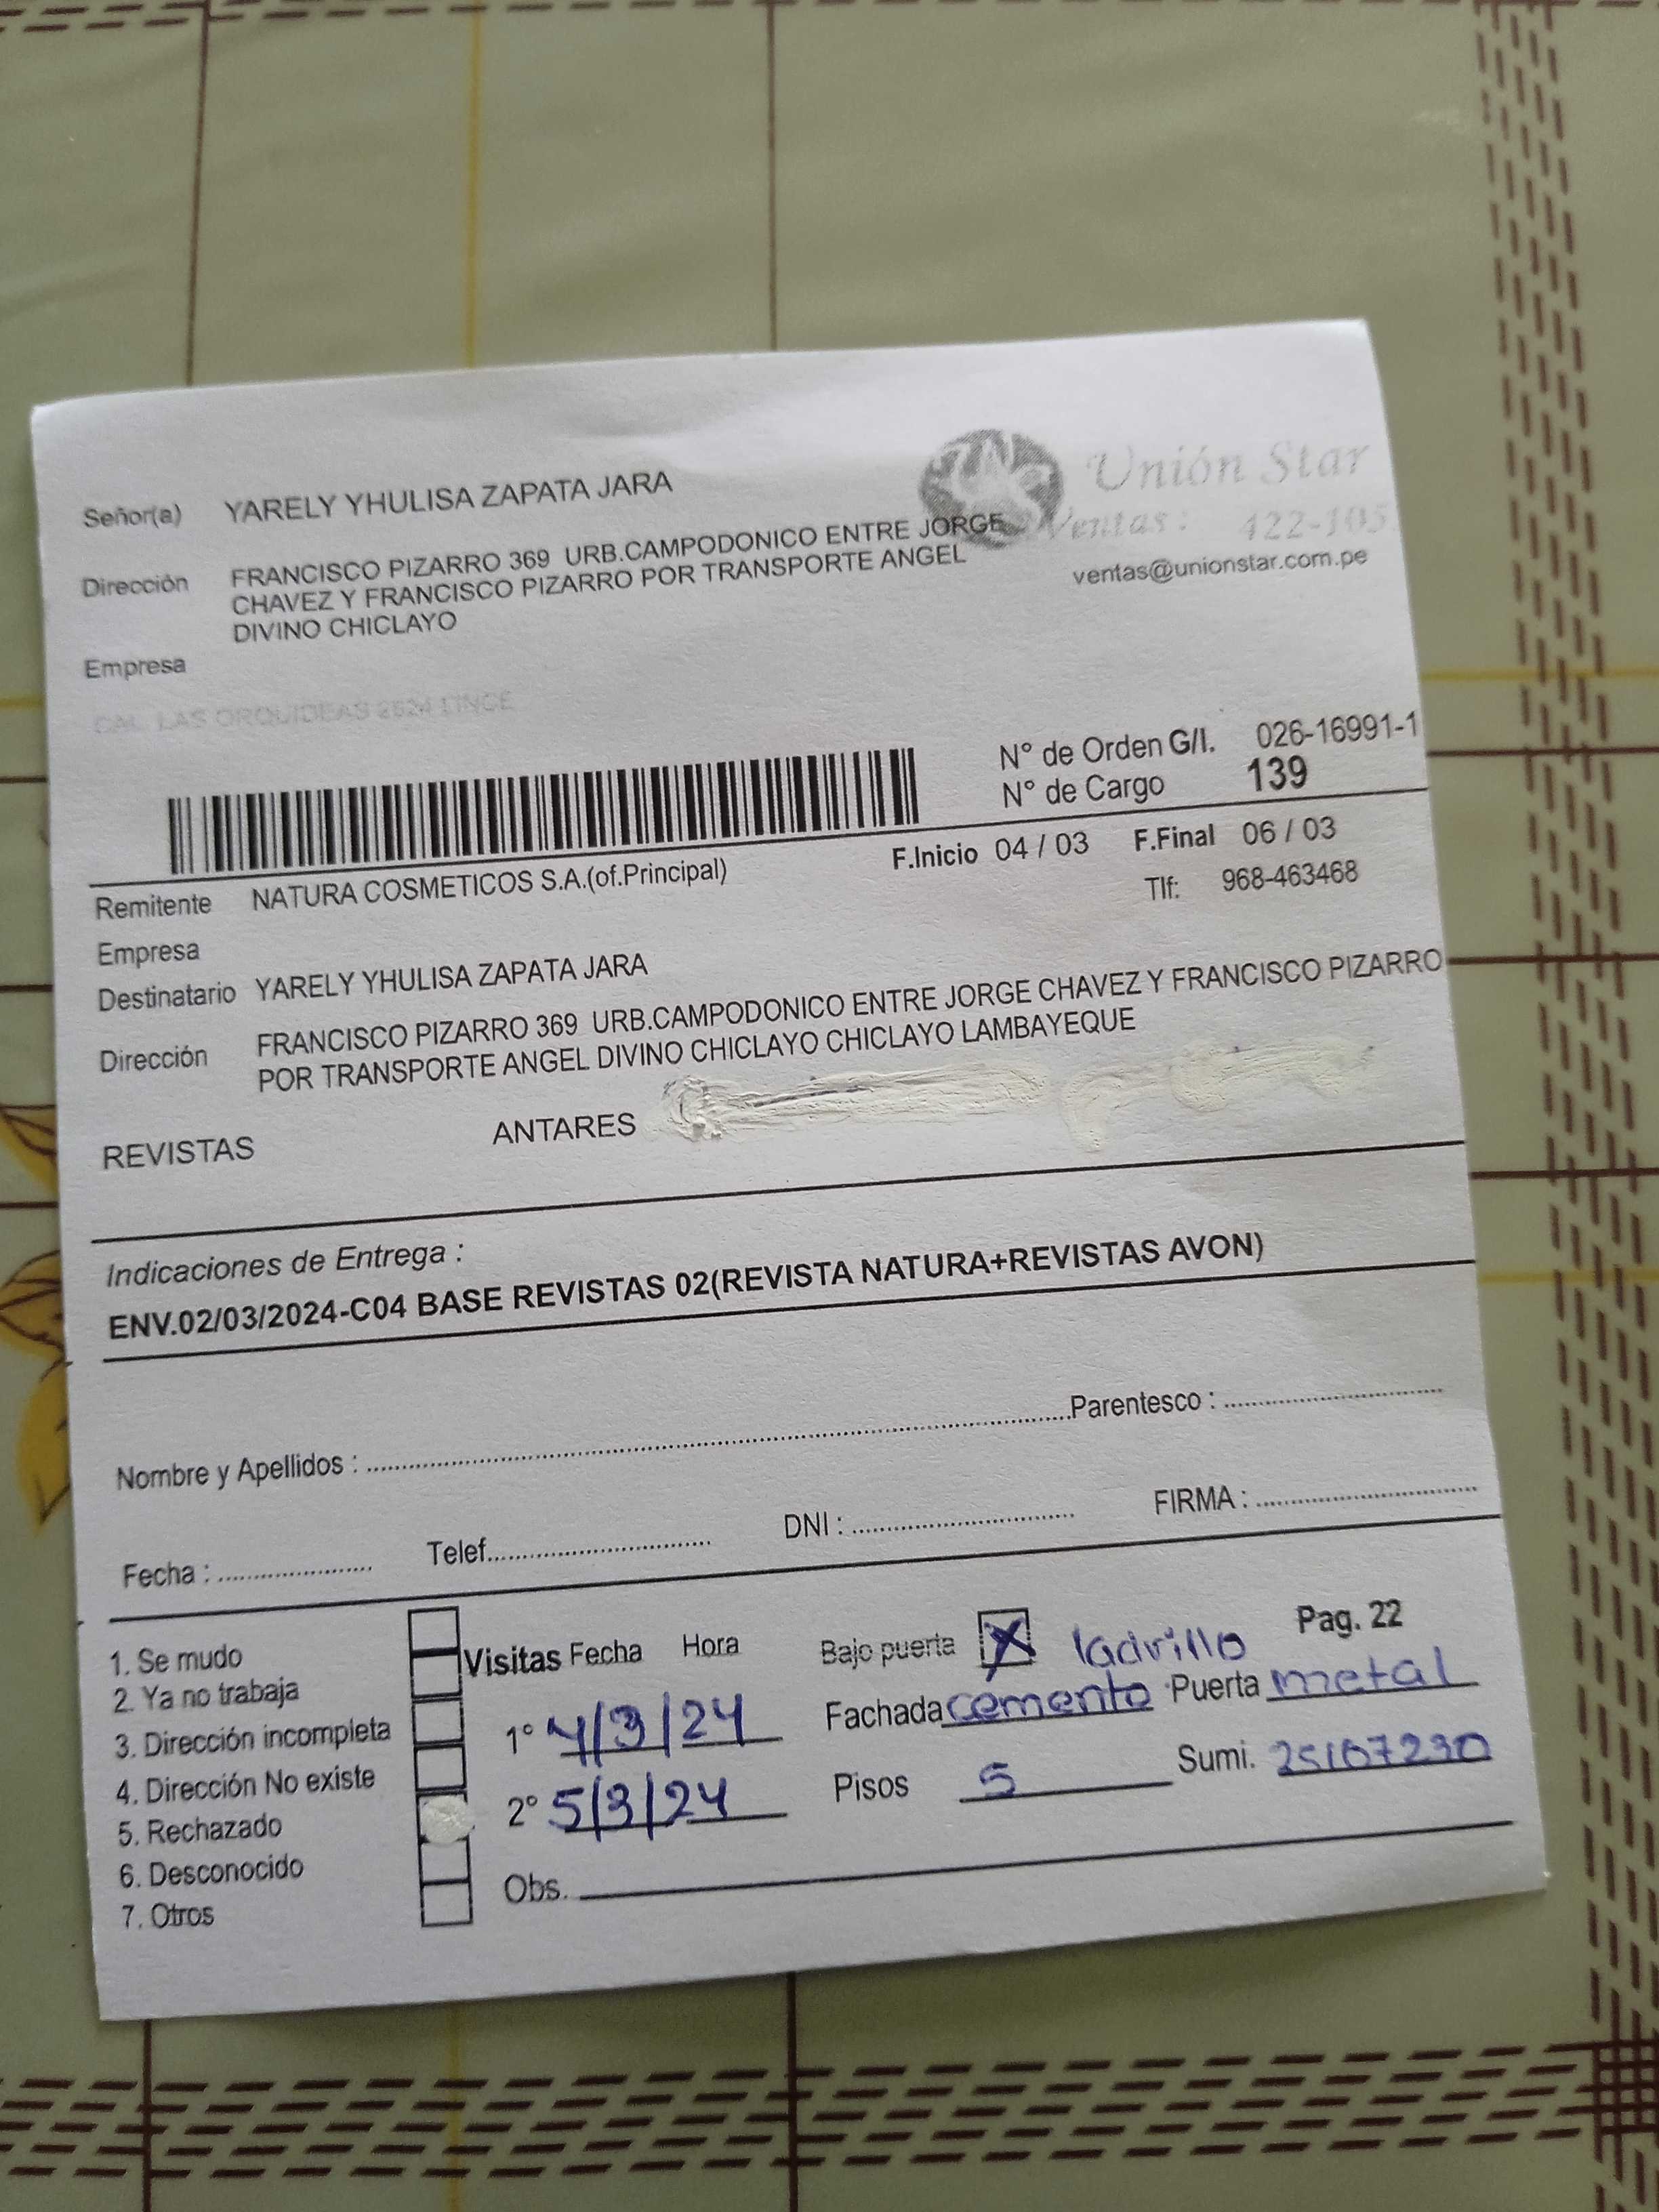 Unión Star
Señor(a) YARELY YHULISA ZAPATA JARA
Ventas: 422-105
Dirección FRANCISCO PIZARRO 369 URB.CAMPODONICO ENTRE JORGE
CHAVEZ Y FRANCISCO PIZARRO POR TRANSPORTE ANGEL
DIVINO CHICLAYO
ventas@unionstar.com.pe
Empresa
CAL. LAS ORQUIDEAS 2624 LINCE
N° de Orden G/I. 026-16991-1
N° de Cargo 139
F.Inicio 04 / 03 F.Final 06 / 03
Remitente NATURA COSMETICOS S.A.(of.Principal) Tlf: 968-463468
Empresa
Destinatario YARELY YHULISA ZAPATA JARA
Dirección FRANCISCO PIZARRO 369 URB.CAMPODONICO ENTRE JORGE CHAVEZ Y FRANCISCO PIZARRO
POR TRANSPORTE ANGEL DIVINO CHICLAYO CHICLAYO LAMBAYEQUE
REVISTAS ANTARES
Indicaciones de Entrega :
ENV.02/03/2024-C04 BASE REVISTAS 02(REVISTA NATURA+REVISTAS AVON)
Nombre y Apellidos : Parentesco :
Fecha : Telef. DNI : FIRMA :
Pag. 22
1. Se mudo Visitas Fecha Hora Bajo puerta X ladrillo
2. Ya no trabaja
3. Dirección incompleta 1° 4/3/24 Fachada cemento Puerta metal
4. Dirección No existe
5. Rechazado 2° 5/3/24 Pisos 5 Sumi. 25167230
6. Desconocido
7. Otros Obs.